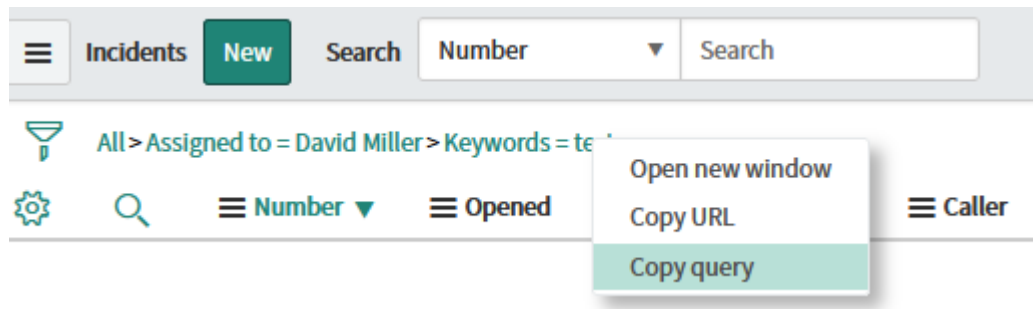 Incidents New Search Number Search
All > Assigned to = David Miller > Keywords =
Open new window
Number Opened Copy URL Caller
Copy query